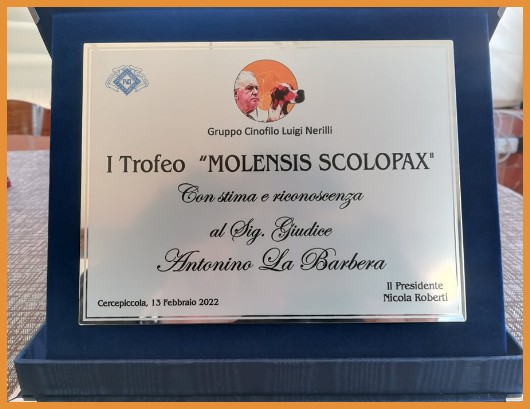 Gruppo Cinofilo Luigi Nerilli
I Trofeo "MOLENSIS SCOLOPAX"
Con stima e riconoscenza
al Sig. Giudice
Antonino La Barbera
Il Presidente
Cercepiccola, 13 Febbraio 2022
Nicola Roberti